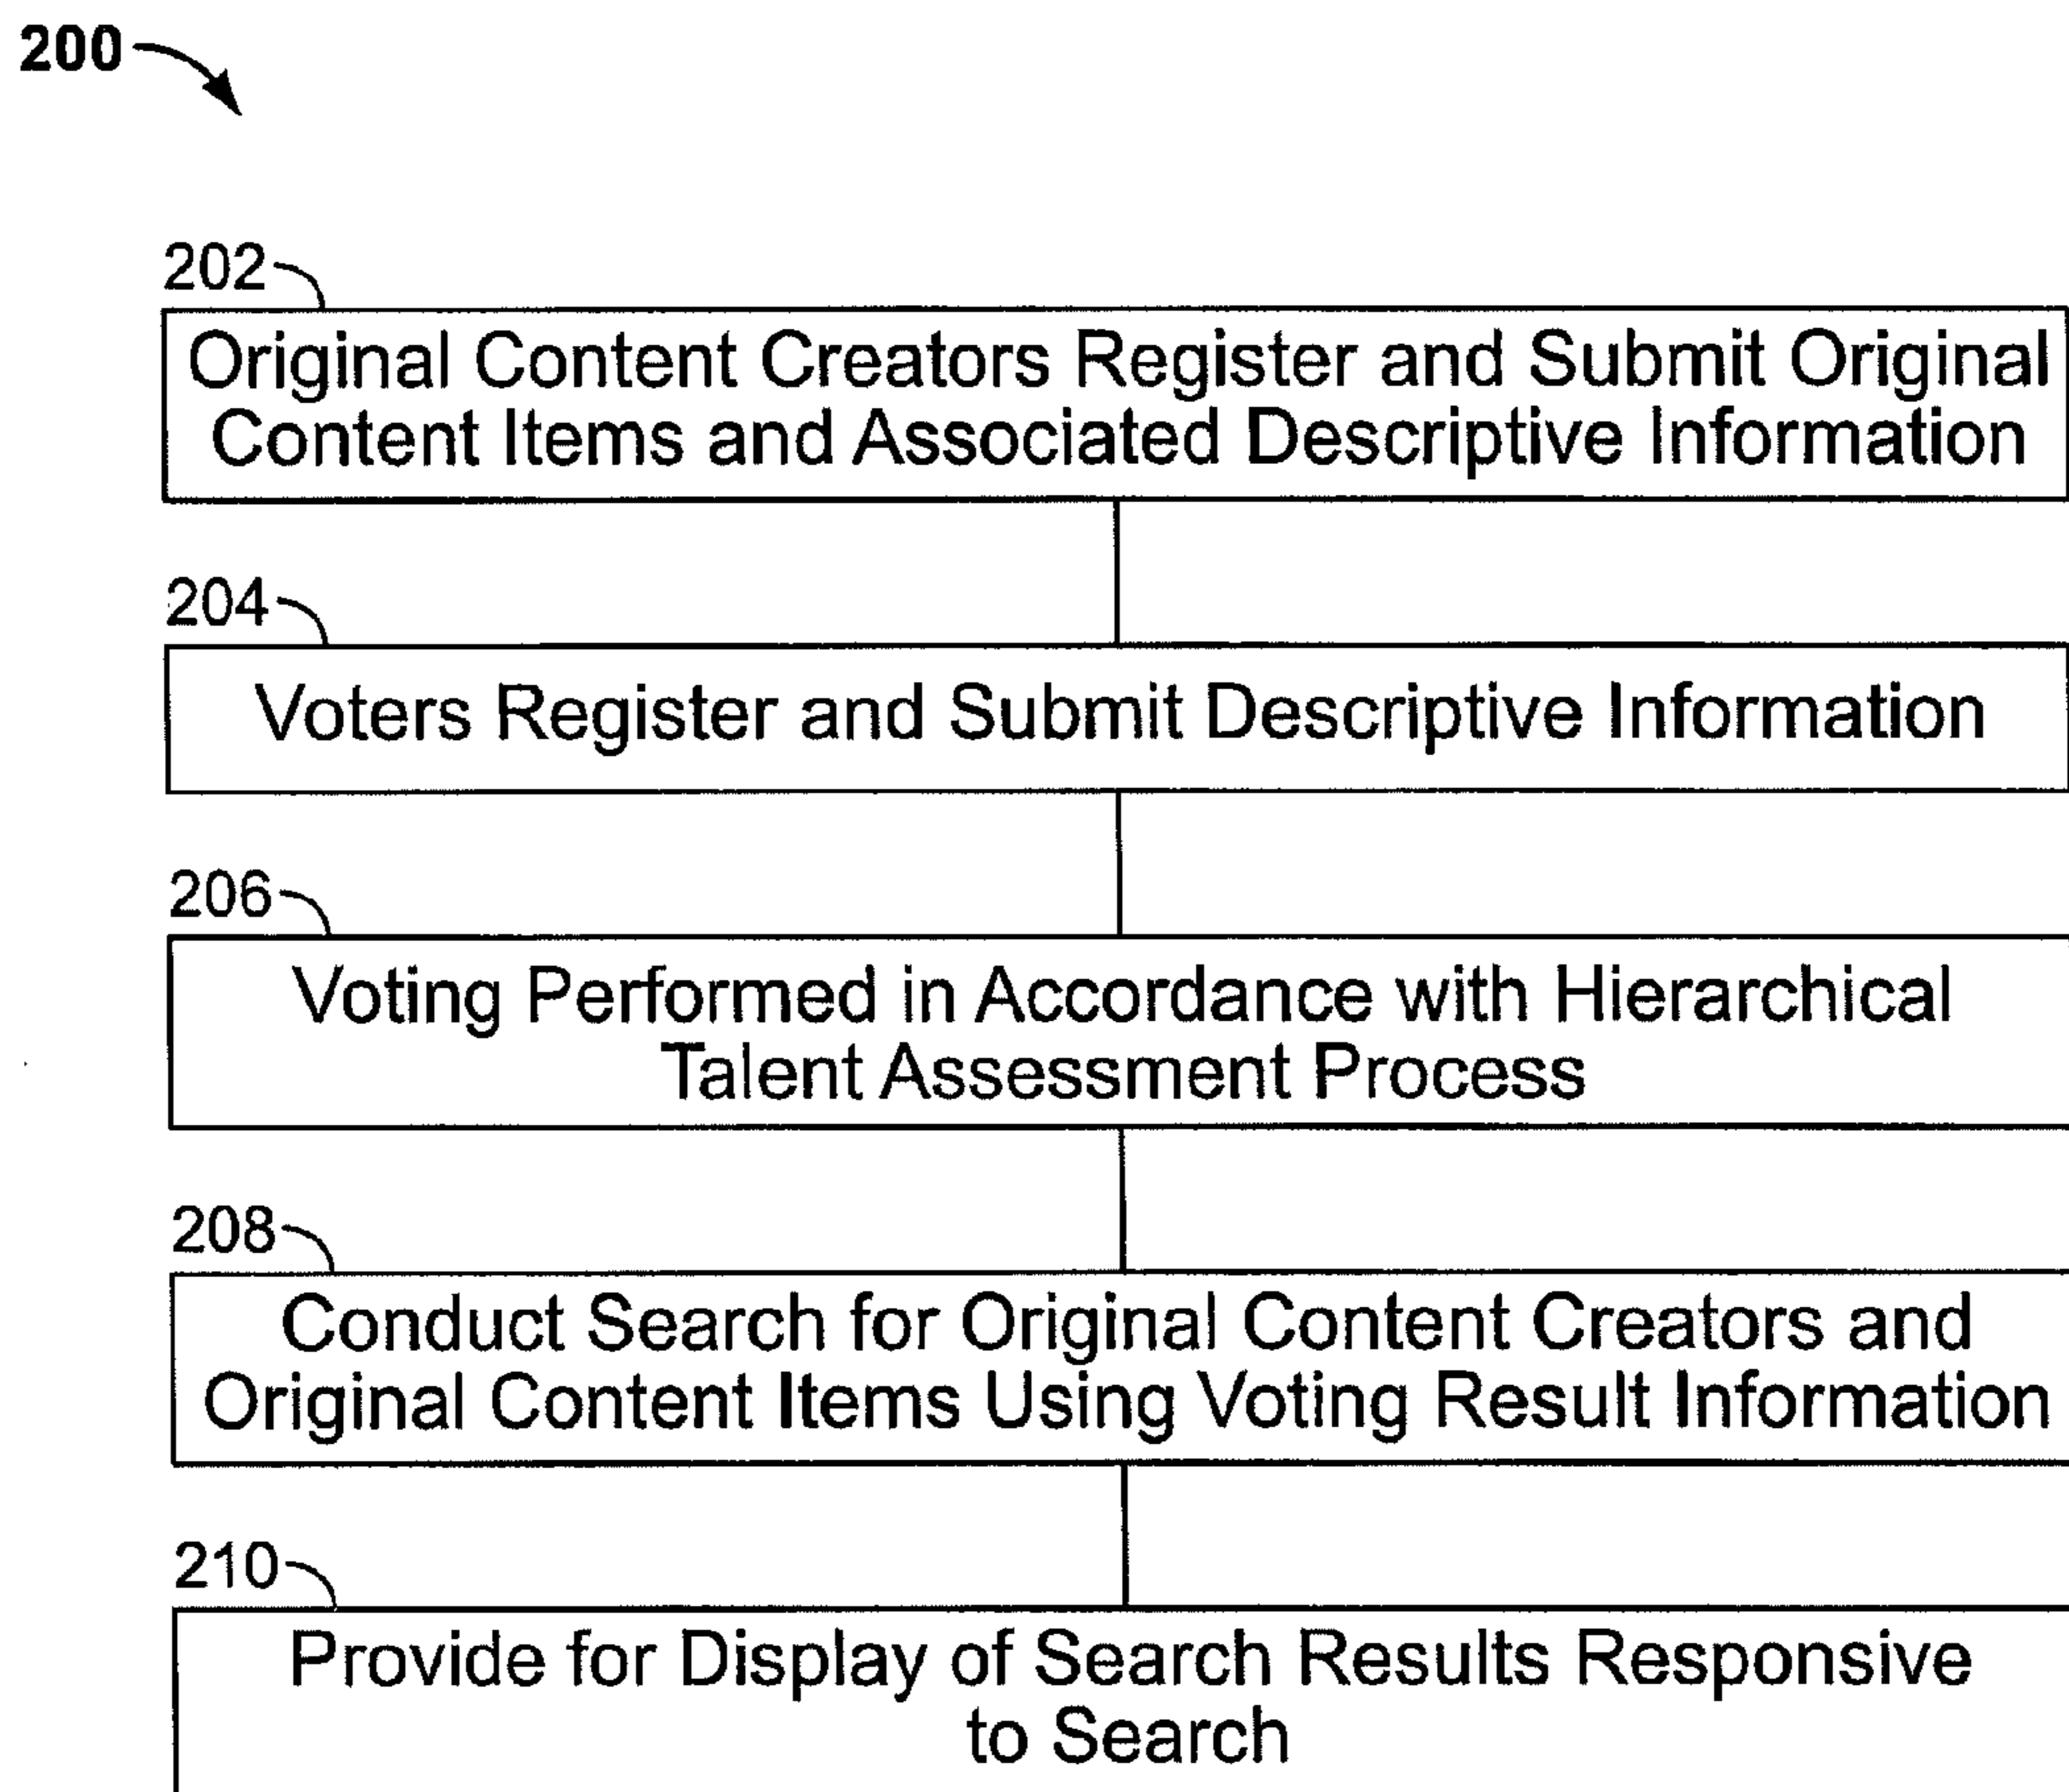 200
202
Original Content Creators Register and Submit Original
Content Items and Associated Descriptive Information
204
Voters Register and Submit Descriptive Information
206
Voting Performed in Accordance with Hierarchical
Talent Assessment Process
208
Conduct Search for Original Content Creators and
Original Content Items Using Voting Result Information
210
Provide for Display of Search Results Responsive
to Search